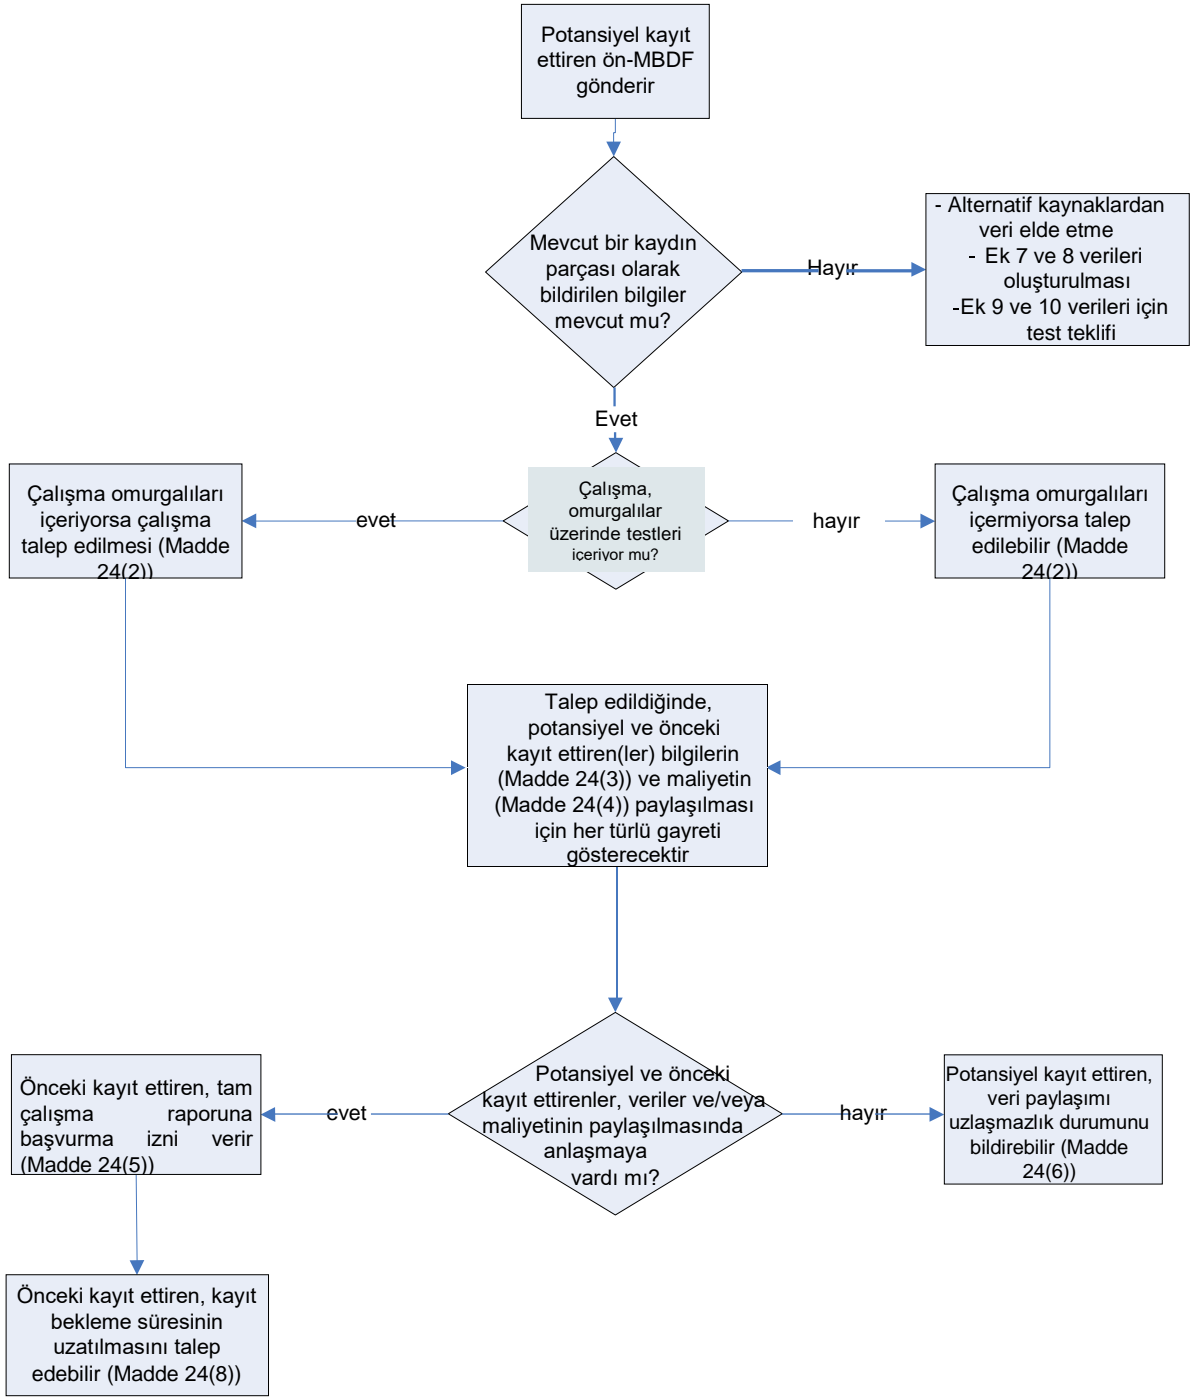 Potansiyel kayıt
ettiren ön-MBDF
gönderir
Mevcut bir kaydın
parçası olarak
bildirilen bilgiler
mevcut mu?
Hayır
- Alternatif kaynaklardan
veri elde etme
- Ek 7 ve 8 verileri
oluşturulması
-Ek 9 ve 10 verileri için
test teklifi
Evet
Çalışma,
omurgalılar
üzerinde testleri
içeriyor mu?
evet
Çalışma omurgalıları
içeriyorsa çalışma
talep edilmesi (Madde
24(2))
hayır
Çalışma omurgalıları
içermiyorsa talep
edilebilir (Madde
24(2))
Talep edildiğinde,
potansiyel ve önceki
kayıt ettiren(ler) bilgilerin
(Madde 24(3)) ve maliyetin
(Madde 24(4)) paylaşılması
için her türlü gayreti
gösterecektir
Potansiyel ve önceki
kayıt ettirenler, veriler ve/veya
maliyetinin paylaşılmasında
anlaşmaya
vardı mı?
evet
Önceki kayıt ettiren, tam
çalışma raporuna
başvurma izni verir
(Madde 24(5))
hayır
Potansiyel kayıt ettiren,
veri paylaşımı
uzlaşmazlık durumunu
bildirebilir (Madde
24(6))
Önceki kayıt ettiren, kayıt
bekleme süresinin
uzatılmasını talep
edebilir (Madde 24(8))